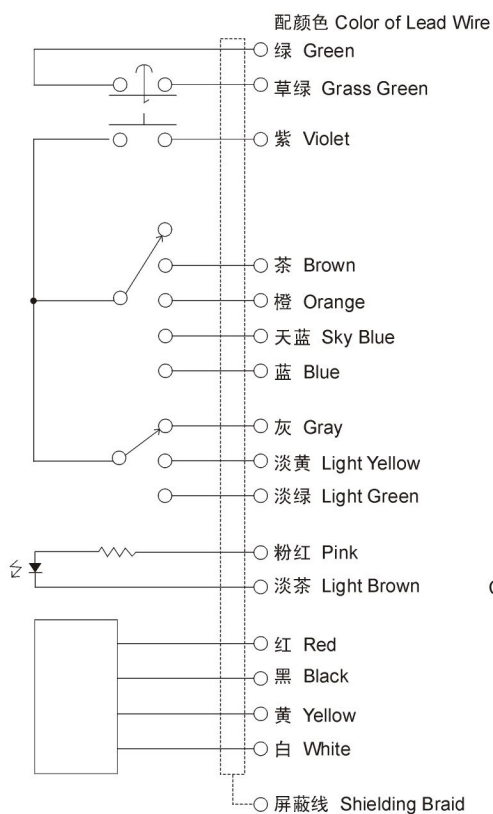 配颜色 Color of Lead Wire
绿 Green
草绿 Grass Green
紫 Violet
茶 Brown
橙 Orange
天蓝 Sky Blue
蓝 Blue
灰 Gray
淡黄 Light Yellow
淡绿 Light Green
粉红 Pink
淡茶 Light Brown
红 Red
黑 Black
黄 Yellow
白 White
屏蔽线 Shielding Braid